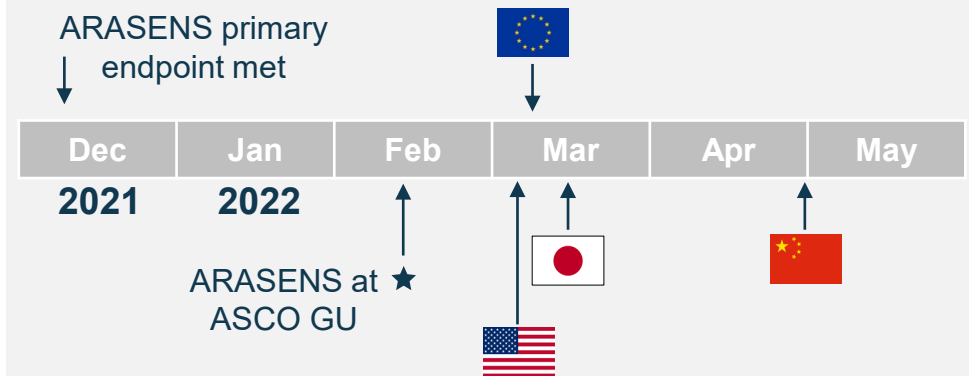 ARASENS primary
endpoint met
Dec Jan Feb Mar Apr May
2021 2022
ARASENS at
ASCO GU